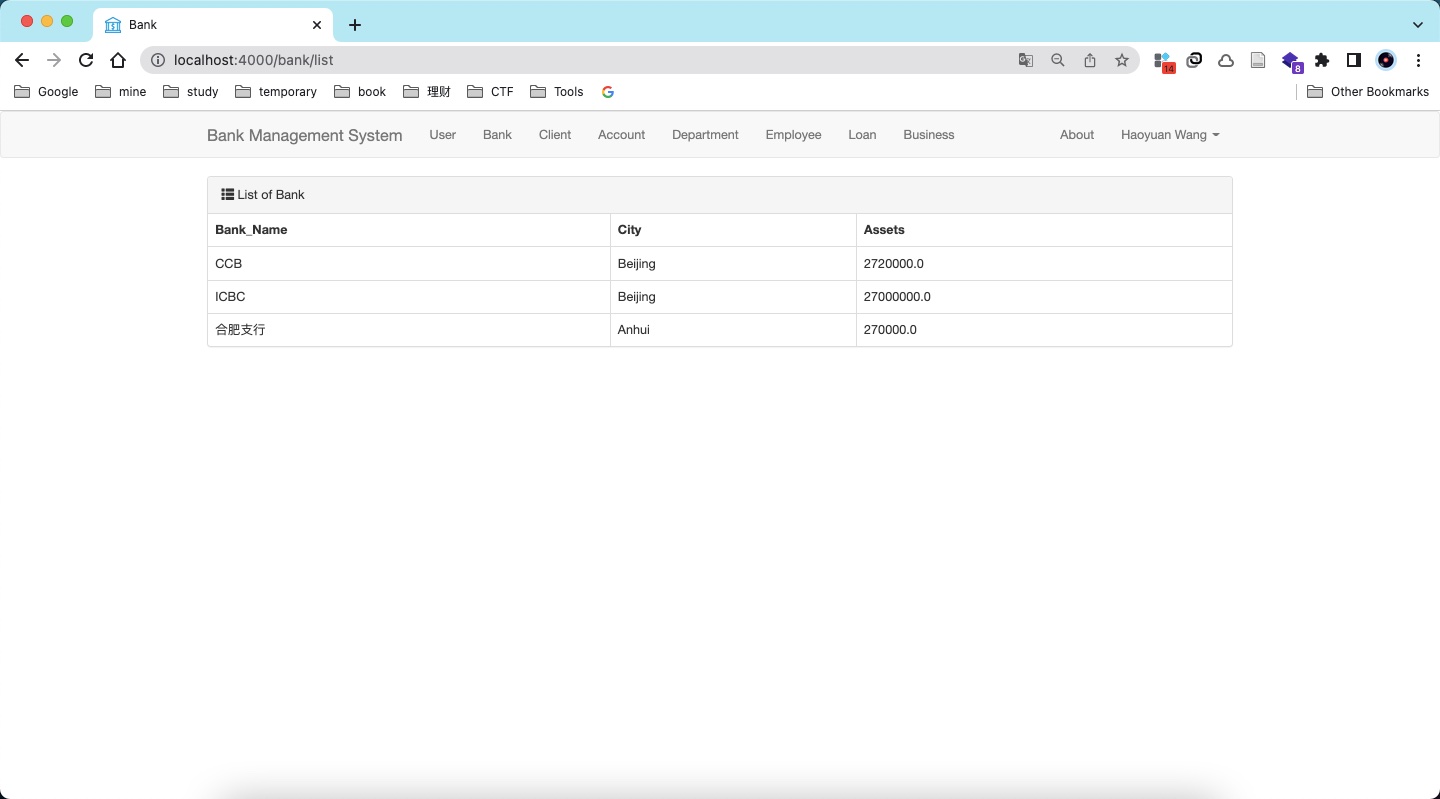 Bank
localhost:4000/bank/list
14
8
Google mine study temporary book 理财 CTF Tools Other Bookmarks
Bank Management System User Bank Client Account Department Employee Loan Business About Haoyuan Wang
List of Bank
Bank_Name City Assets
CCB Beijing 2720000.0
ICBC Beijing 27000000.0
合肥支行 Anhui 270000.0